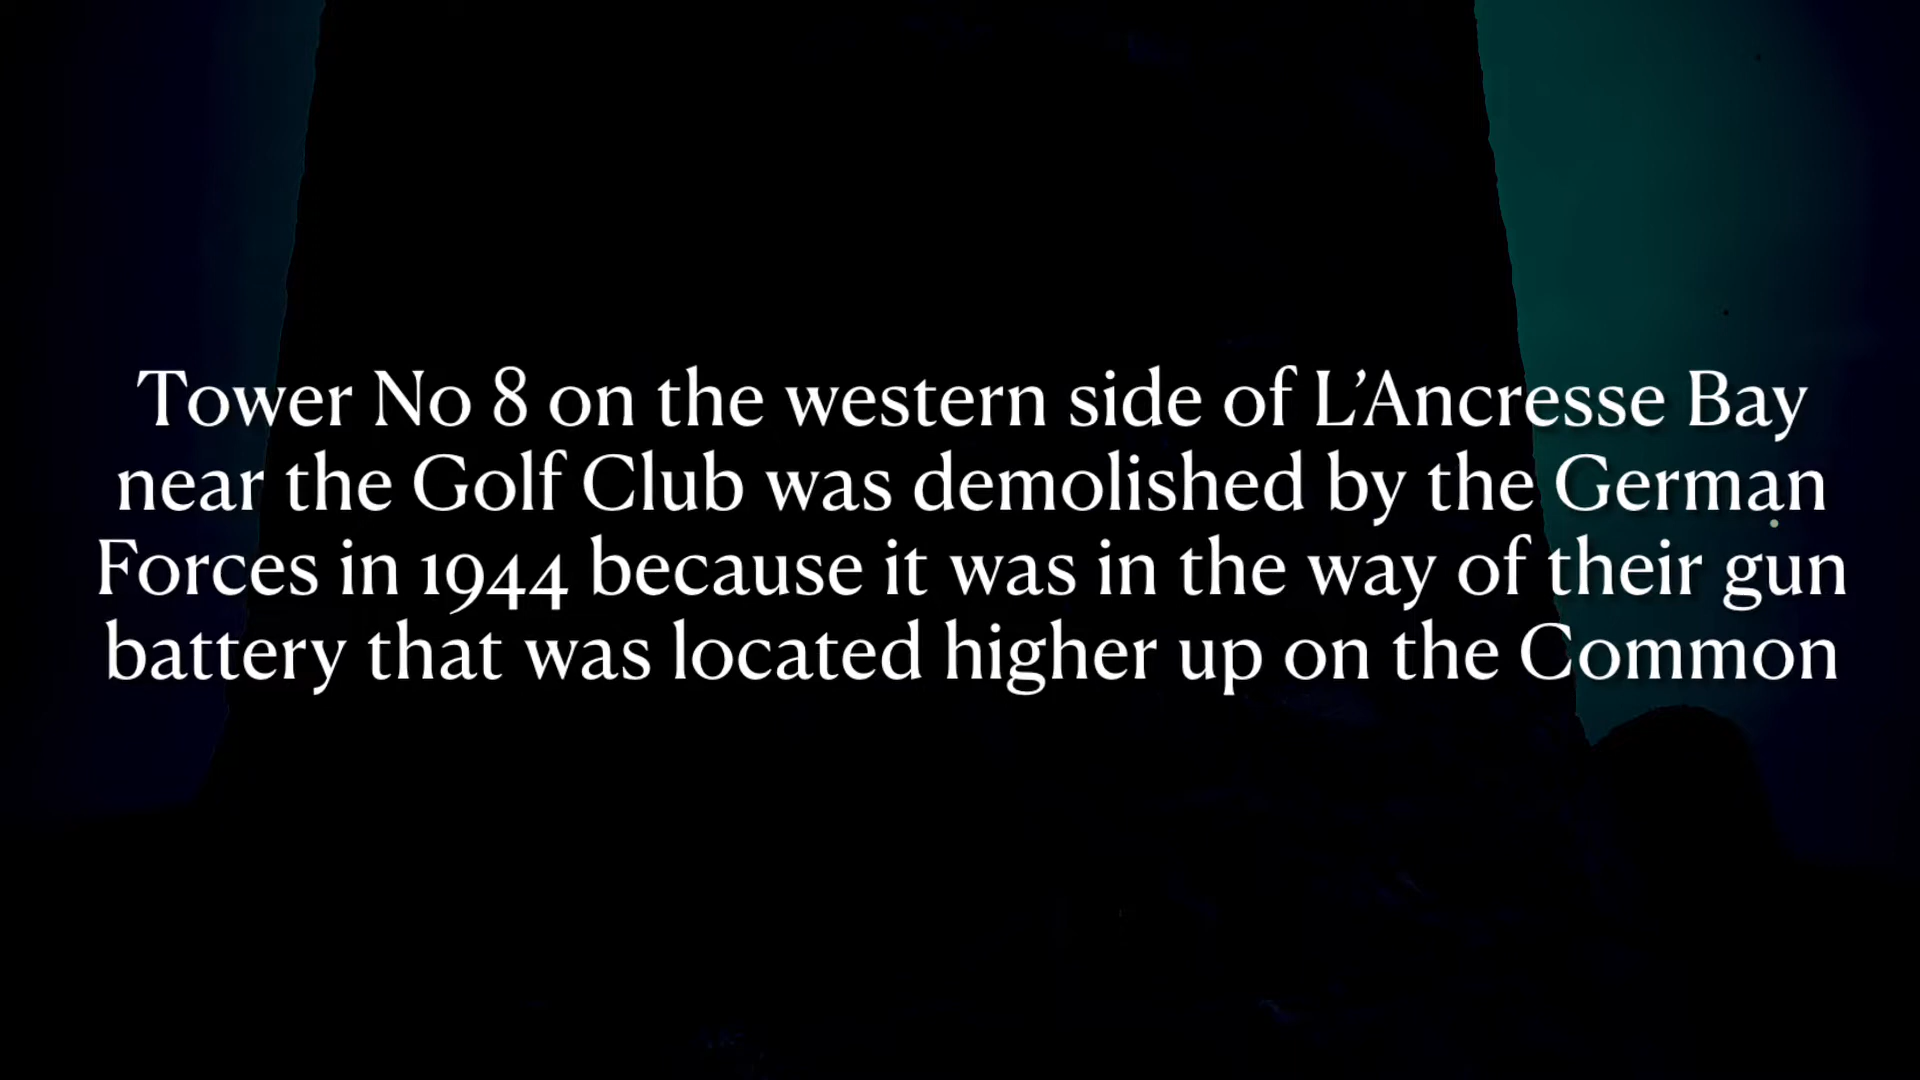 Tower No 8 on the western side of L’Ancresse Bay
near the Golf Club was demolished by the German
Forces in 1944 because it was in the way of their gun
battery that was located higher up on the Common